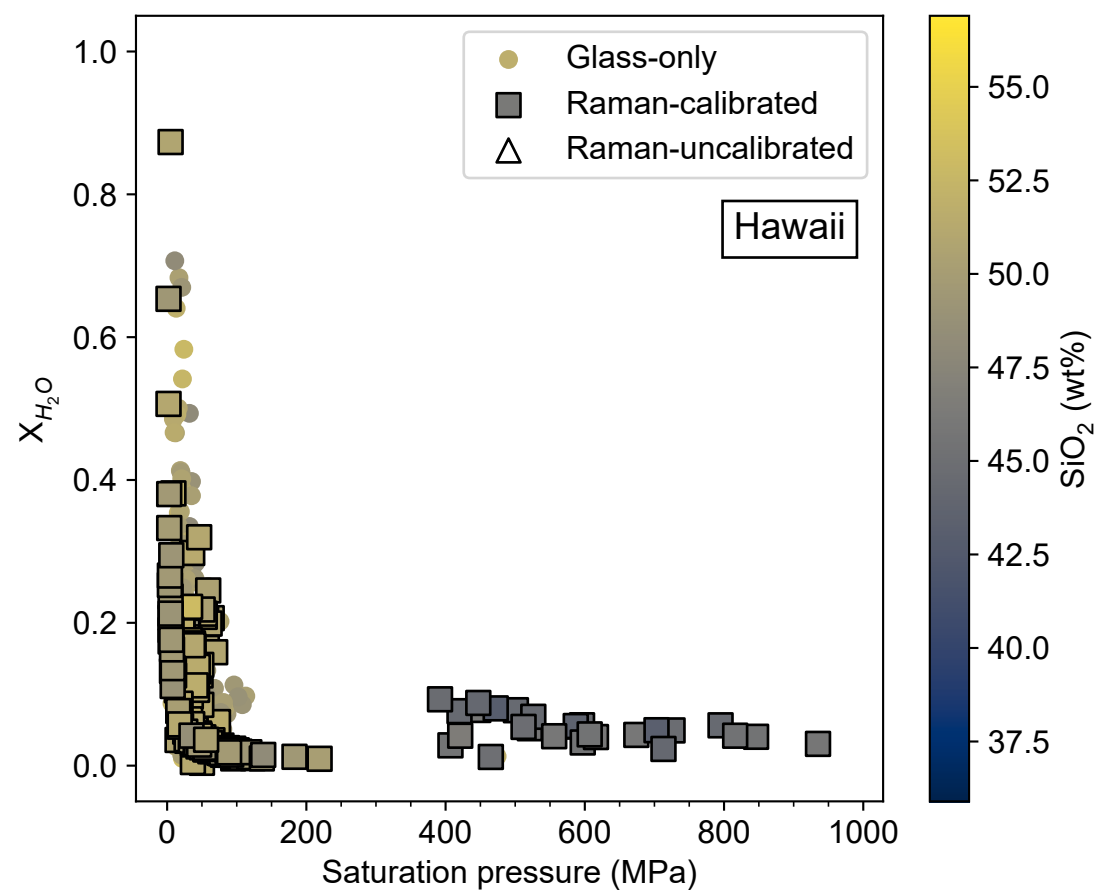 1.0
0.8
0.6
0.4
0.2
0.0
X_{H_2O}
Glass-only
Raman-calibrated
Raman-uncalibrated
Hawaii
0 200 400 600 800 1000
Saturation pressure (MPa)
55.0
52.5
50.0
47.5
45.0
42.5
40.0
37.5
SiO₂ (wt%)